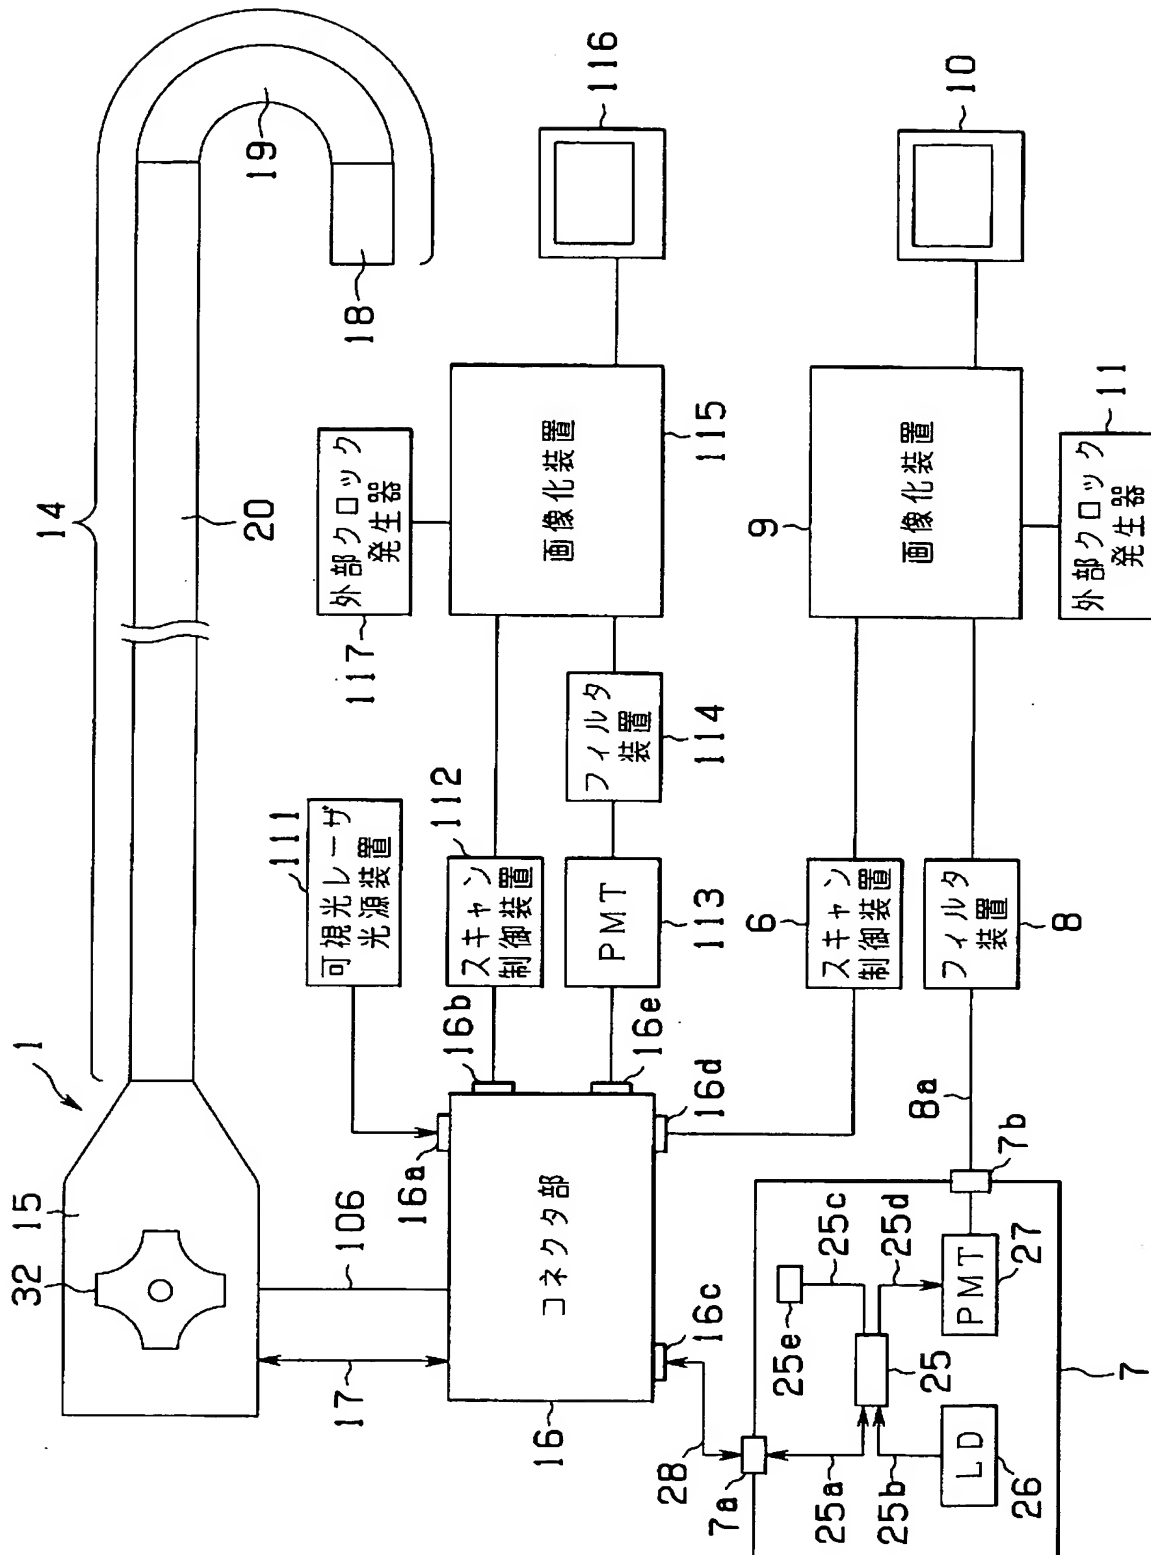 14
1
15
32
20
19
18
17
106
117
外部クロック
発生器
111
可視光レーザ
光源装置
112
スキャン
制御装置
PMT
113
フィルタ
装置
114
画像化装置
115
116
16a
16b
16e
16d
16c
コネクタ部
16
6
スキャン
制御装置
フィルタ
装置
8
8a
9
画像化装置
10
外部クロック
発生器
11
28
7a
7b
25a
25b
25c
25d
25e
25
LD
26
PMT
27
7